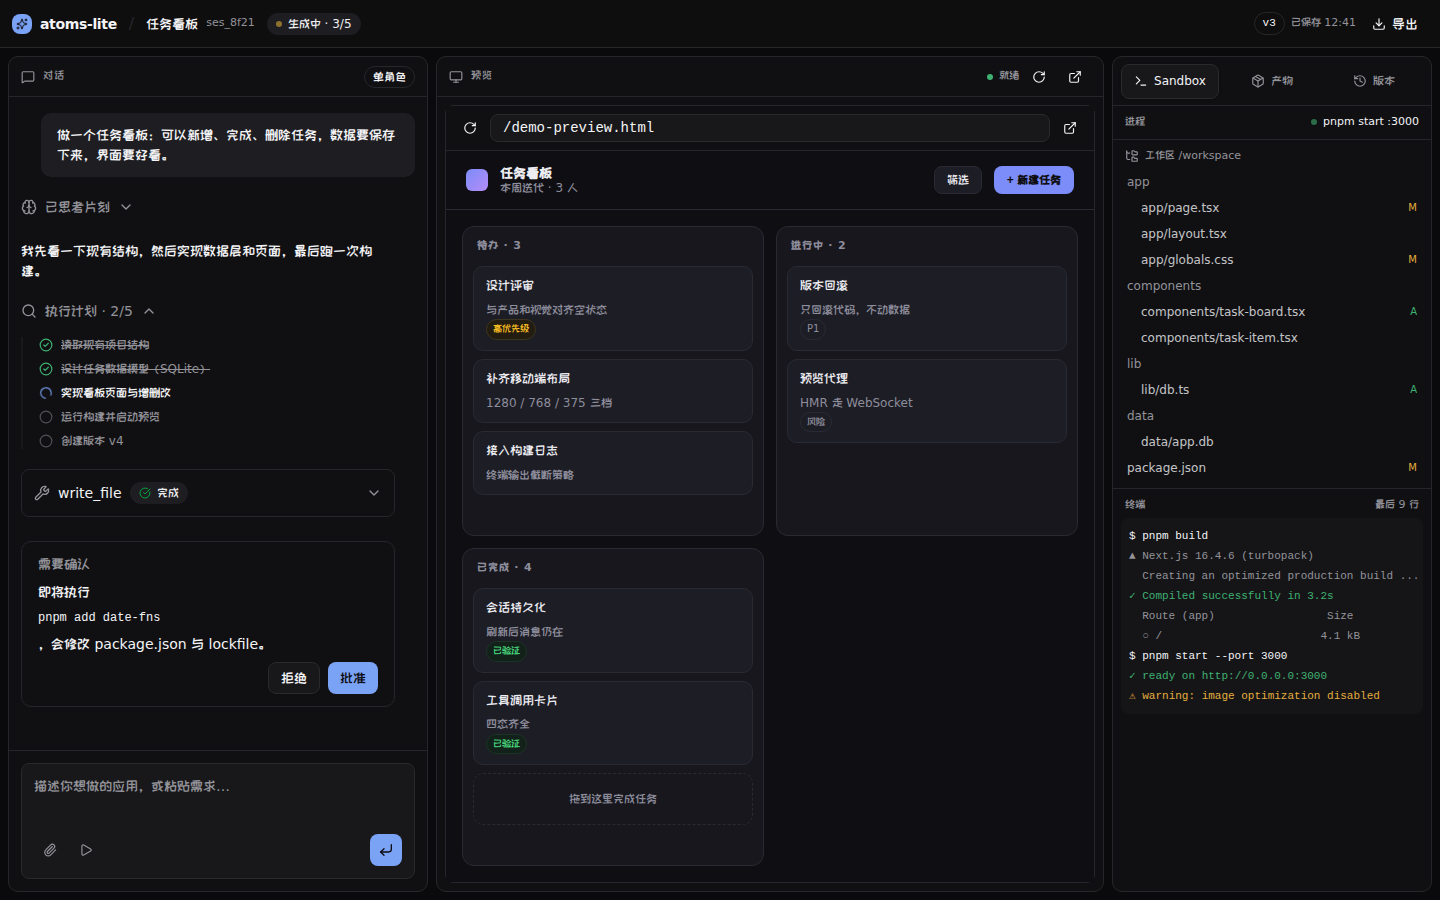 atoms-lite / 任务看板 ses_8f21 生成中 · 3/5
v3 已保存 12:41 导出
对话 单角色
做一个任务看板：可以新增、完成、删除任务，数据要保存
下来，界面要好看。
已思考片刻
我先看一下现有结构，然后实现数据层和页面，最后跑一次构
建。
执行计划 · 2/5
读取现有项目结构
设计任务数据模型（SQLite）
实现看板页面与增删改
运行构建并启动预览
创建版本 v4
write_file 完成
需要确认
即将执行
pnpm add date-fns
，会修改 package.json 与 lockfile。
拒绝 批准
描述你想做的应用，或粘贴需求...
预览 就绪
/demo-preview.html
任务看板
本周迭代 · 3 人
筛选 + 新建任务
待办 · 3
设计评审
与产品和视觉对齐空状态
高优先级
补齐移动端布局
1280 / 768 / 375 三档
接入构建日志
终端输出截断策略
进行中 · 2
版本回滚
只回滚代码，不动数据
P1
预览代理
HMR 走 WebSocket
风险
已完成 · 4
会话持久化
刷新后消息仍在
已验证
工具调用卡片
四态齐全
已验证
拖到这里完成任务
Sandbox 产物 版本
进程 pnpm start :3000
工作区 /workspace
app
app/page.tsx M
app/layout.tsx
app/globals.css M
components
components/task-board.tsx A
components/task-item.tsx
lib
lib/db.ts A
data
data/app.db
package.json M
终端 最后 9 行
$ pnpm build
▲ Next.js 16.4.6 (turbopack)
Creating an optimized production build ...
✓ Compiled successfully in 3.2s
Route (app) Size
○ / 4.1 kB
$ pnpm start --port 3000
✓ ready on http://0.0.0.0:3000
⚠ warning: image optimization disabled